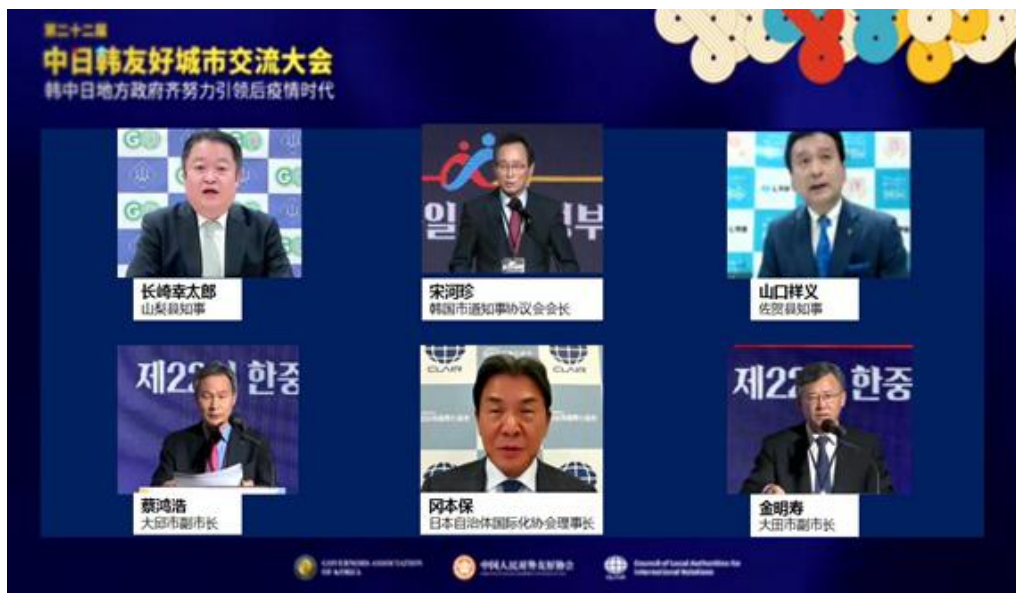 第二十二届
中日韩友好城市交流大会
韩中日地方政府齐努力引领后疫情时代
长崎幸太郎
山梨县知事
宋河珍
韩国市道知事协议会会长
山口祥义
佐贺县知事
제22 한중
CLAIR
CLAIR
제22 한중
蔡鸿浩
大邱市副市长
冈本保
日本自治体国际化协会理事长
金明寿
大田市副市长
GOVERNORS ASSOCIATION
OF KOREA
中国人民对外友好协会
CLAIR
Council of Local Authorities for
International Relations